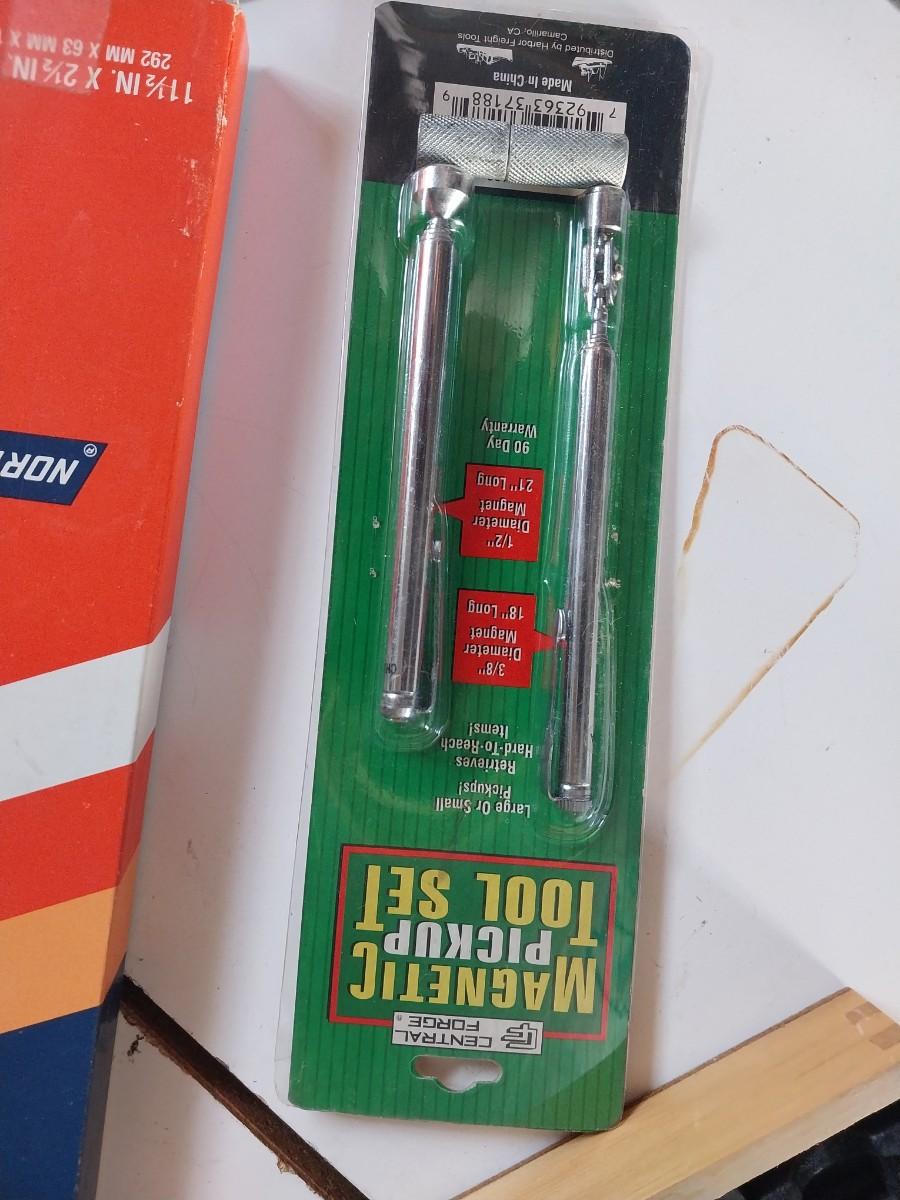 CENTRAL
FORGE®
MAGNETIC
PICKUP
TOOL SET
Large Or Small
Pickups!
Retrieves
Hard-To-Reach
Items!
3/8"
Diameter
Magnet
18" Long
1/2"
Diameter
Magnet
21" Long
90 Day
Warranty
7 92363 37188 9
Made In China
Distributed by Harbor Freight Tools
Camarillo, CA
11½ IN. X 2½ IN.
292 MM X 63 MM X